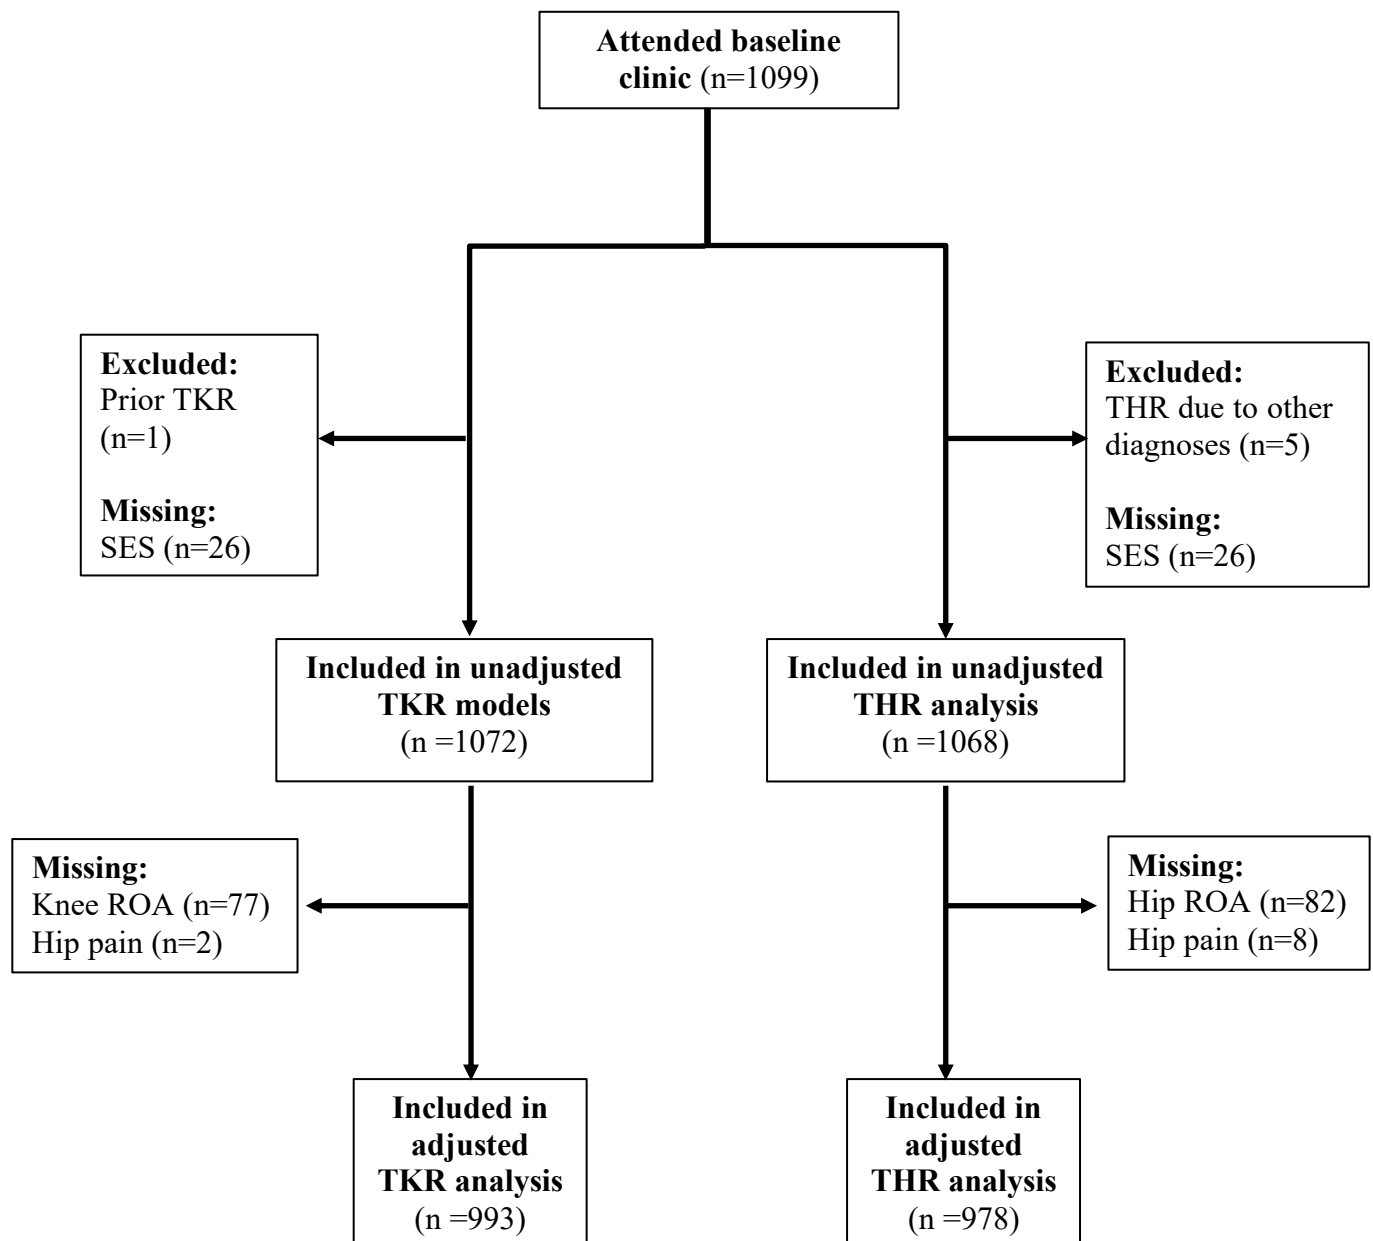 Attended baseline
clinic (n=1099)
Excluded:
Prior TKR
(n=1)
Missing:
SES (n=26)
Excluded:
THR due to other
diagnoses (n=5)
Missing:
SES (n=26)
Included in unadjusted
TKR models
(n =1072)
Included in unadjusted
THR analysis
(n =1068)
Missing:
Knee ROA (n=77)
Hip pain (n=2)
Missing:
Hip ROA (n=82)
Hip pain (n=8)
Included in
adjusted
TKR analysis
(n =993)
Included in
adjusted
THR analysis
(n =978)